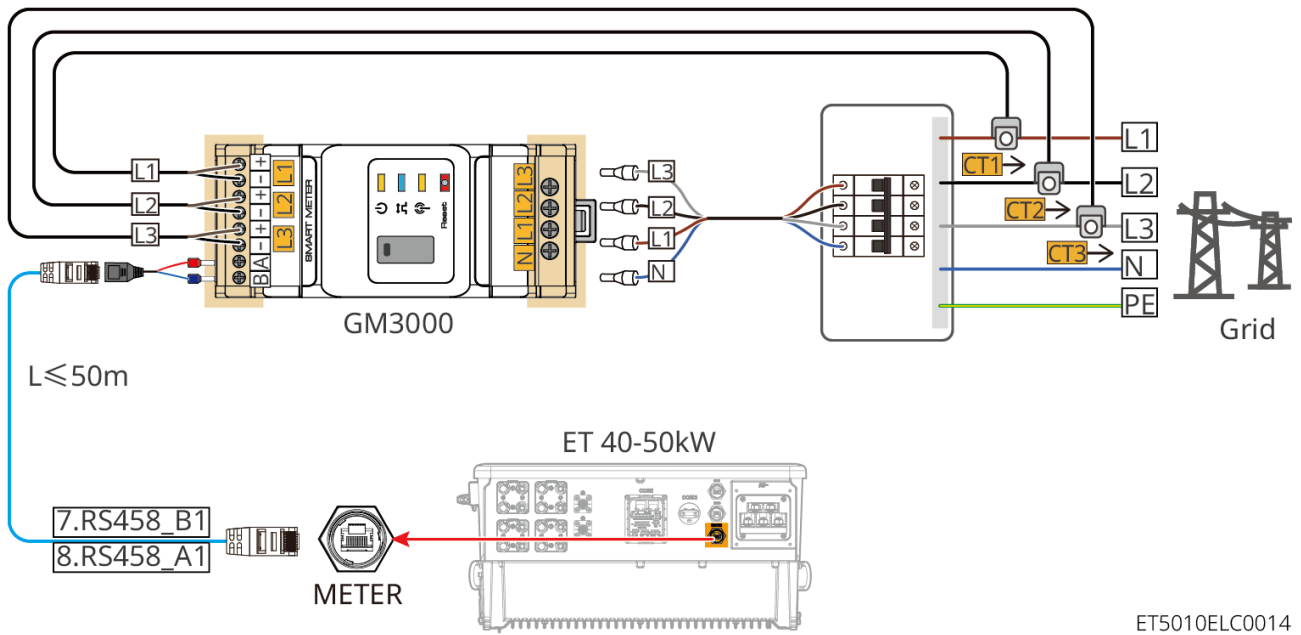 L1
CT1
L2
CT2
L3
CT3
N
PE
Grid
L1
L2
L3
+
-
+
-
+
-
A
B
L1
L2
L3
SMART METER
Reset
L3
L2
L1
N
L3
L2
L1
N
GM3000
L≤50m
ET 40-50kW
7.RS458_B1
8.RS458_A1
METER
ET5010ELC0014